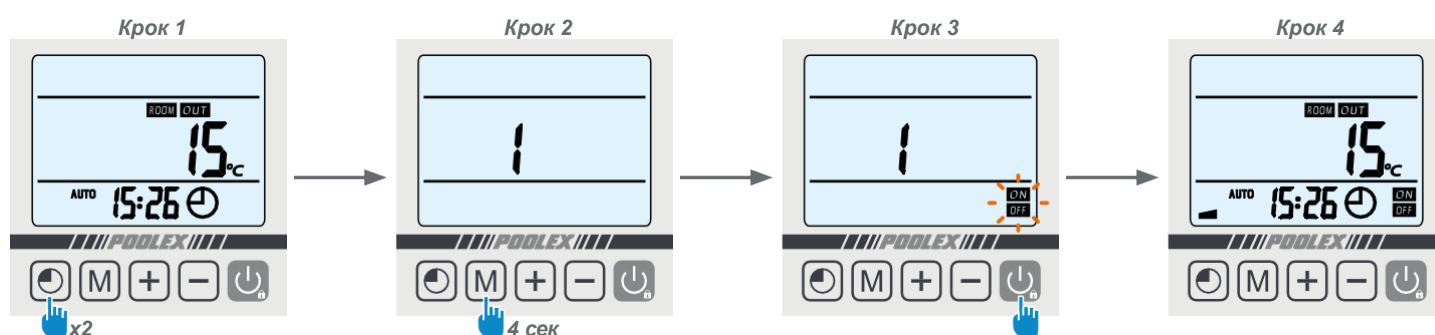 Крок 1
ROOM OUT
15°C
AUTO 15:26
POOLEX
M + −
x2
Крок 2
1
POOLEX
M + −
4 сек
Крок 3
1
ON
OFF
POOLEX
M + −
Крок 4
ROOM OUT
15°C
AUTO 15:26 ON
OFF
POOLEX
M + −